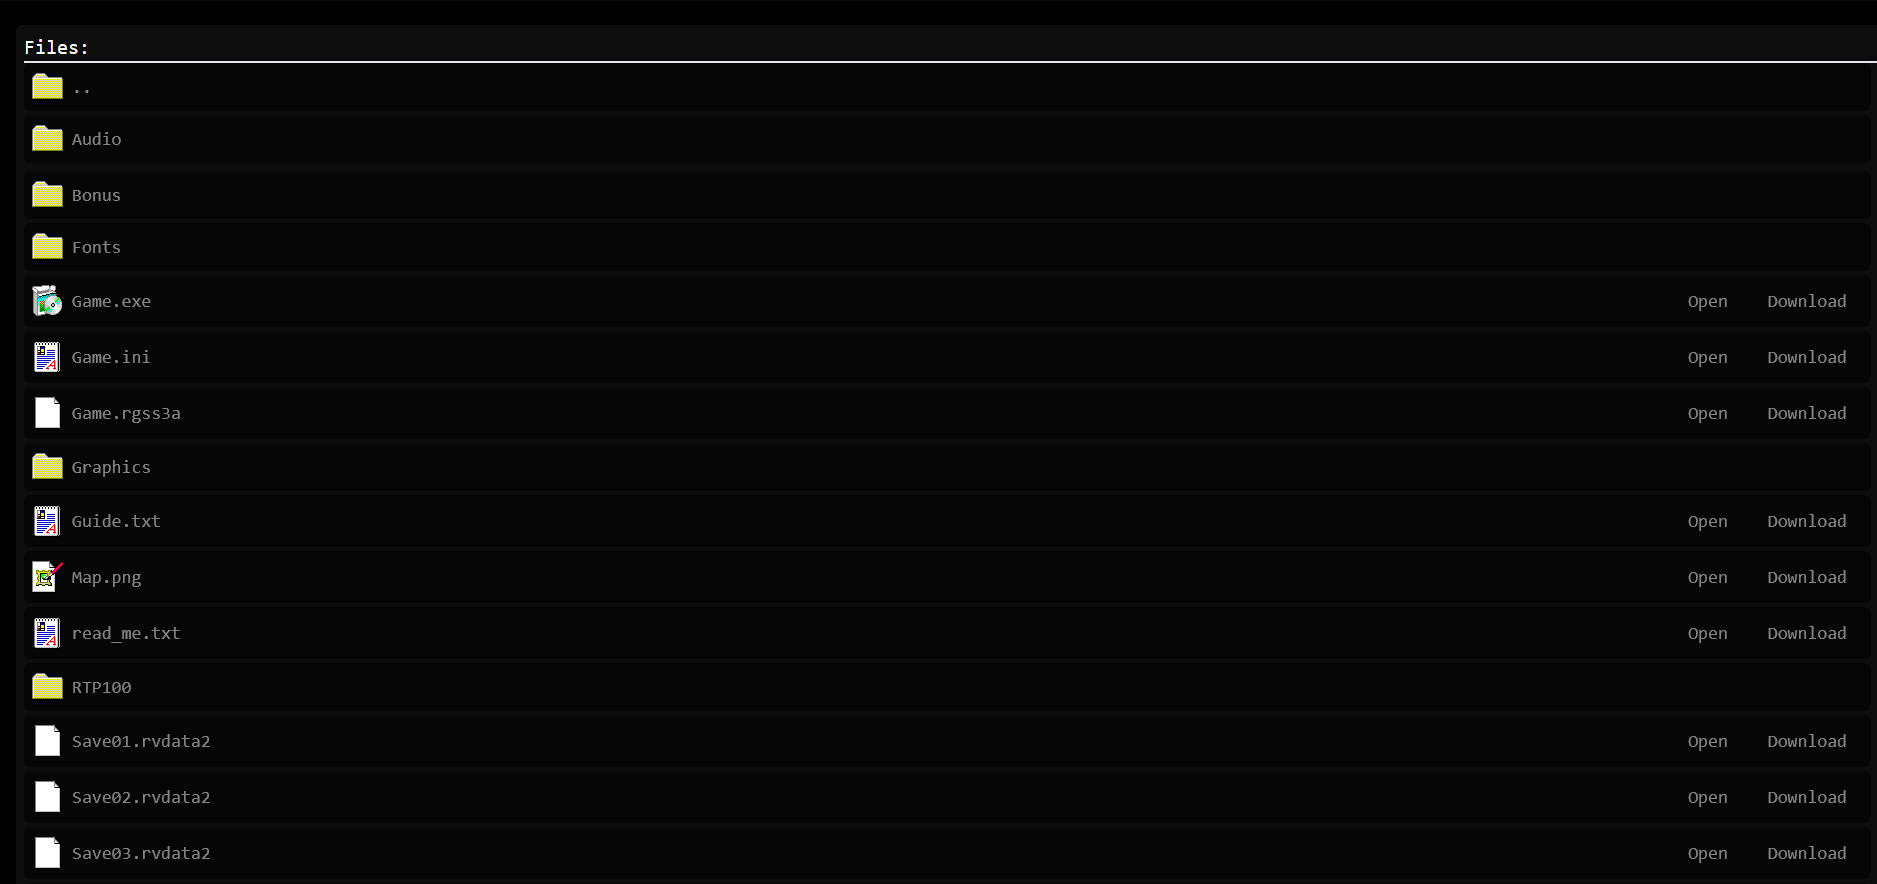 Files:
..
Audio
Bonus
Fonts
Game.exe Open Download
Game.ini Open Download
Game.rgss3a Open Download
Graphics
Guide.txt Open Download
Map.png Open Download
read_me.txt Open Download
RTP100
Save01.rvdata2 Open Download
Save02.rvdata2 Open Download
Save03.rvdata2 Open Download